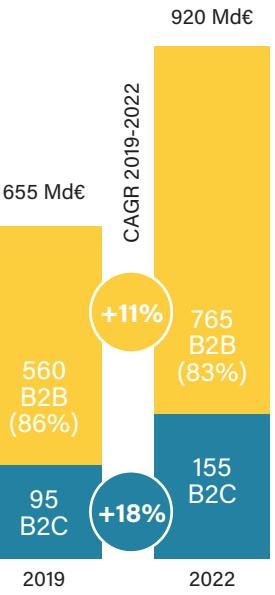 920 Md€
655 Md€
CAGR 2019-2022
+11%
560
B2B
(86%)
765
B2B
(83%)
95
B2C
+18%
155
B2C
2019
2022